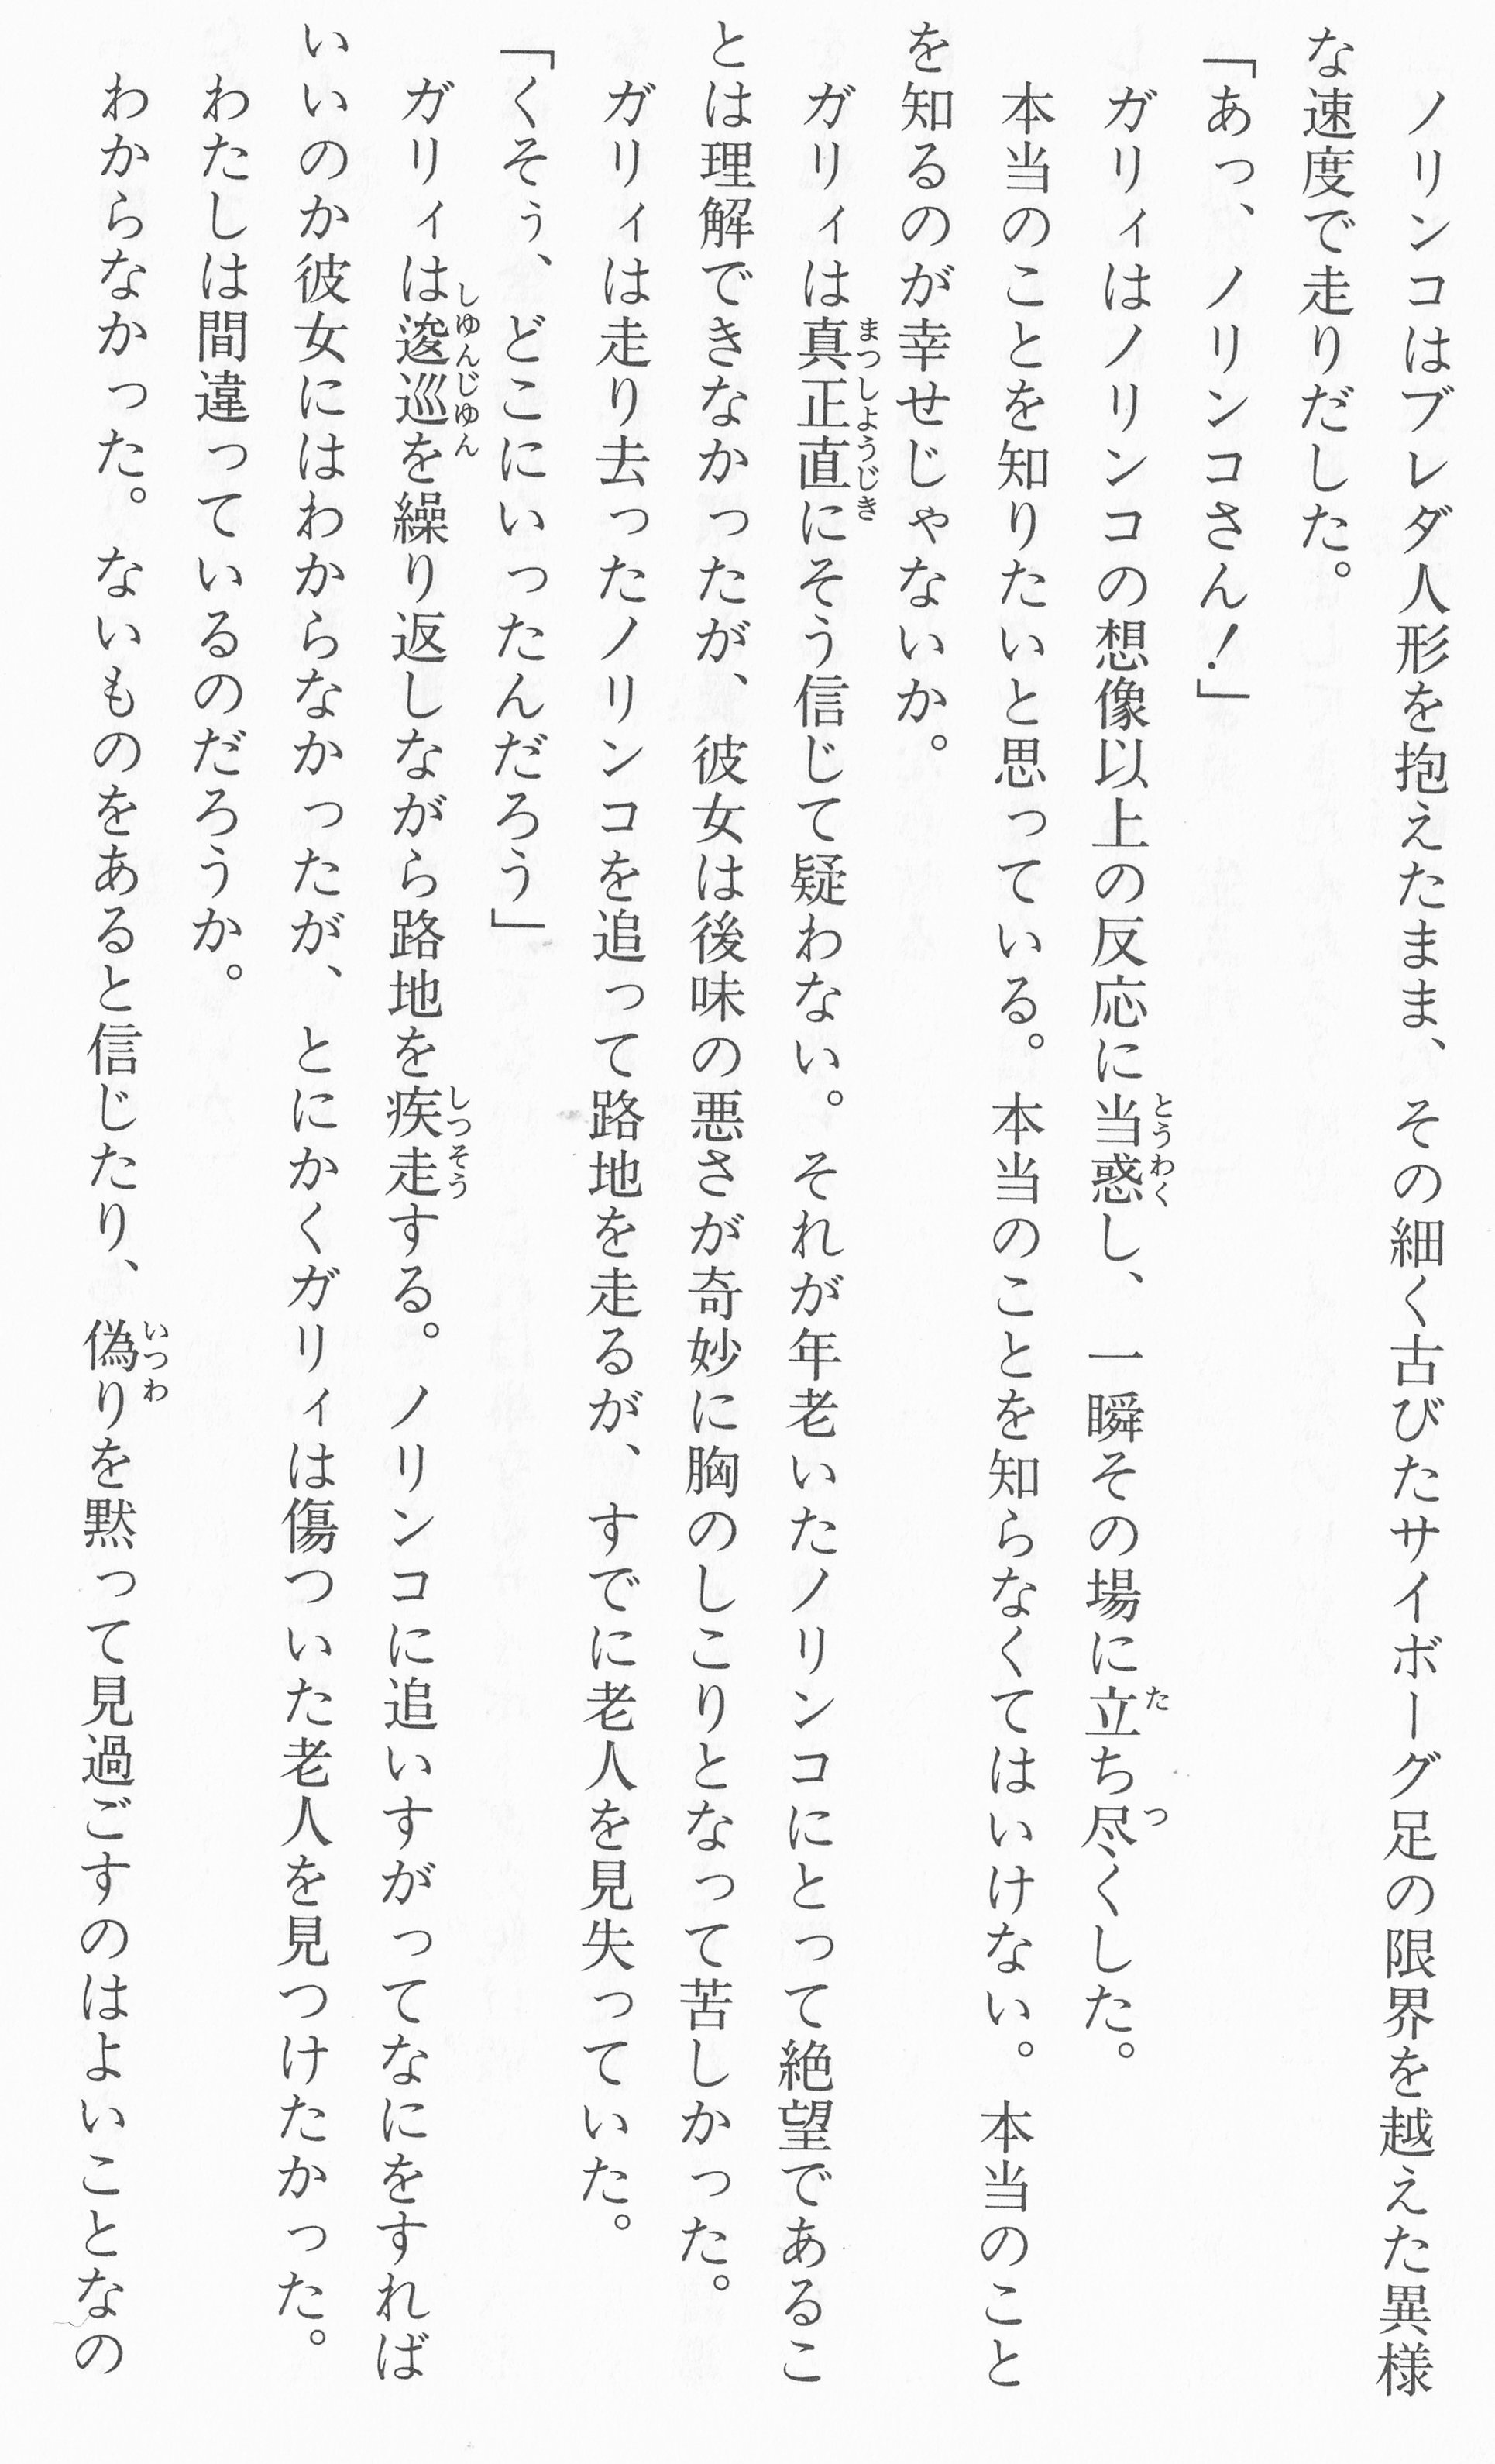 ノリンコはブレダ人形を抱えたまま、その細く古びたサイボーグ足の限界を越えた異様
な速度で走りだした。
「あっ、ノリンコさん！」
　ガリィはノリンコの想像以上の反応に当惑し、一瞬その場に立ち尽くした。
　本当のことを知りたいと思っている。本当のことを知らなくてはいけない。本当のこと
を知るのが幸せじゃないか。
　ガリィは真正直にそう信じて疑わない。それが年老いたノリンコにとって絶望であるこ
とは理解できなかったが、彼女は後味の悪さが奇妙に胸のしこりとなって苦しかった。
　ガリィは走り去ったノリンコを追って路地を走るが、すでに老人を見失っていた。
「くそぅ、どこにいったんだろう」
　ガリィは逡巡を繰り返しながら路地を疾走する。ノリンコに追いすがってなにをすれば
いいのか彼女にはわからなかったが、とにかくガリィは傷ついた老人を見つけたかった。
　わたしは間違っているのだろうか。
　わからなかった。ないものをあると信じたり、偽りを黙って見過ごすのはよいことなの